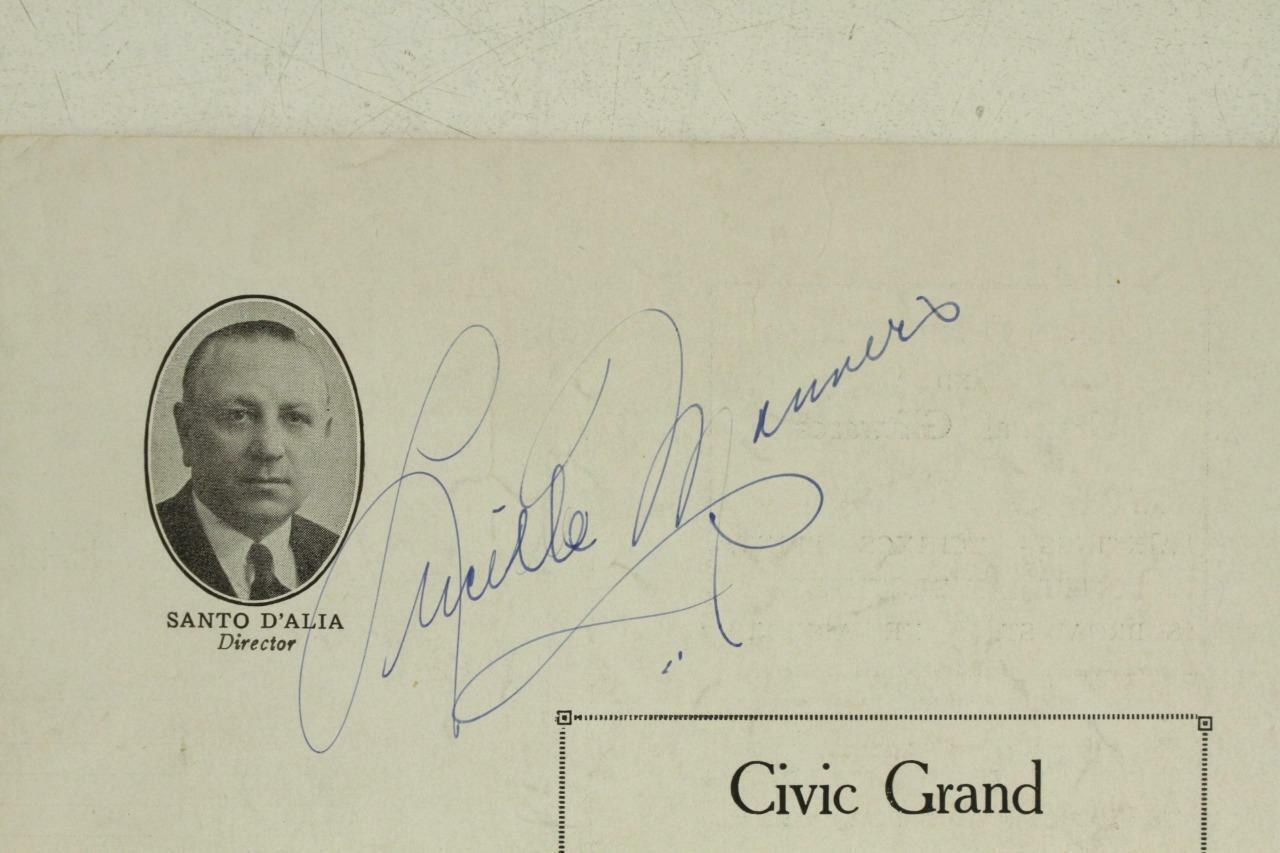 Lucille Manners
SANTO D'ALIA
Director
Civic Grand